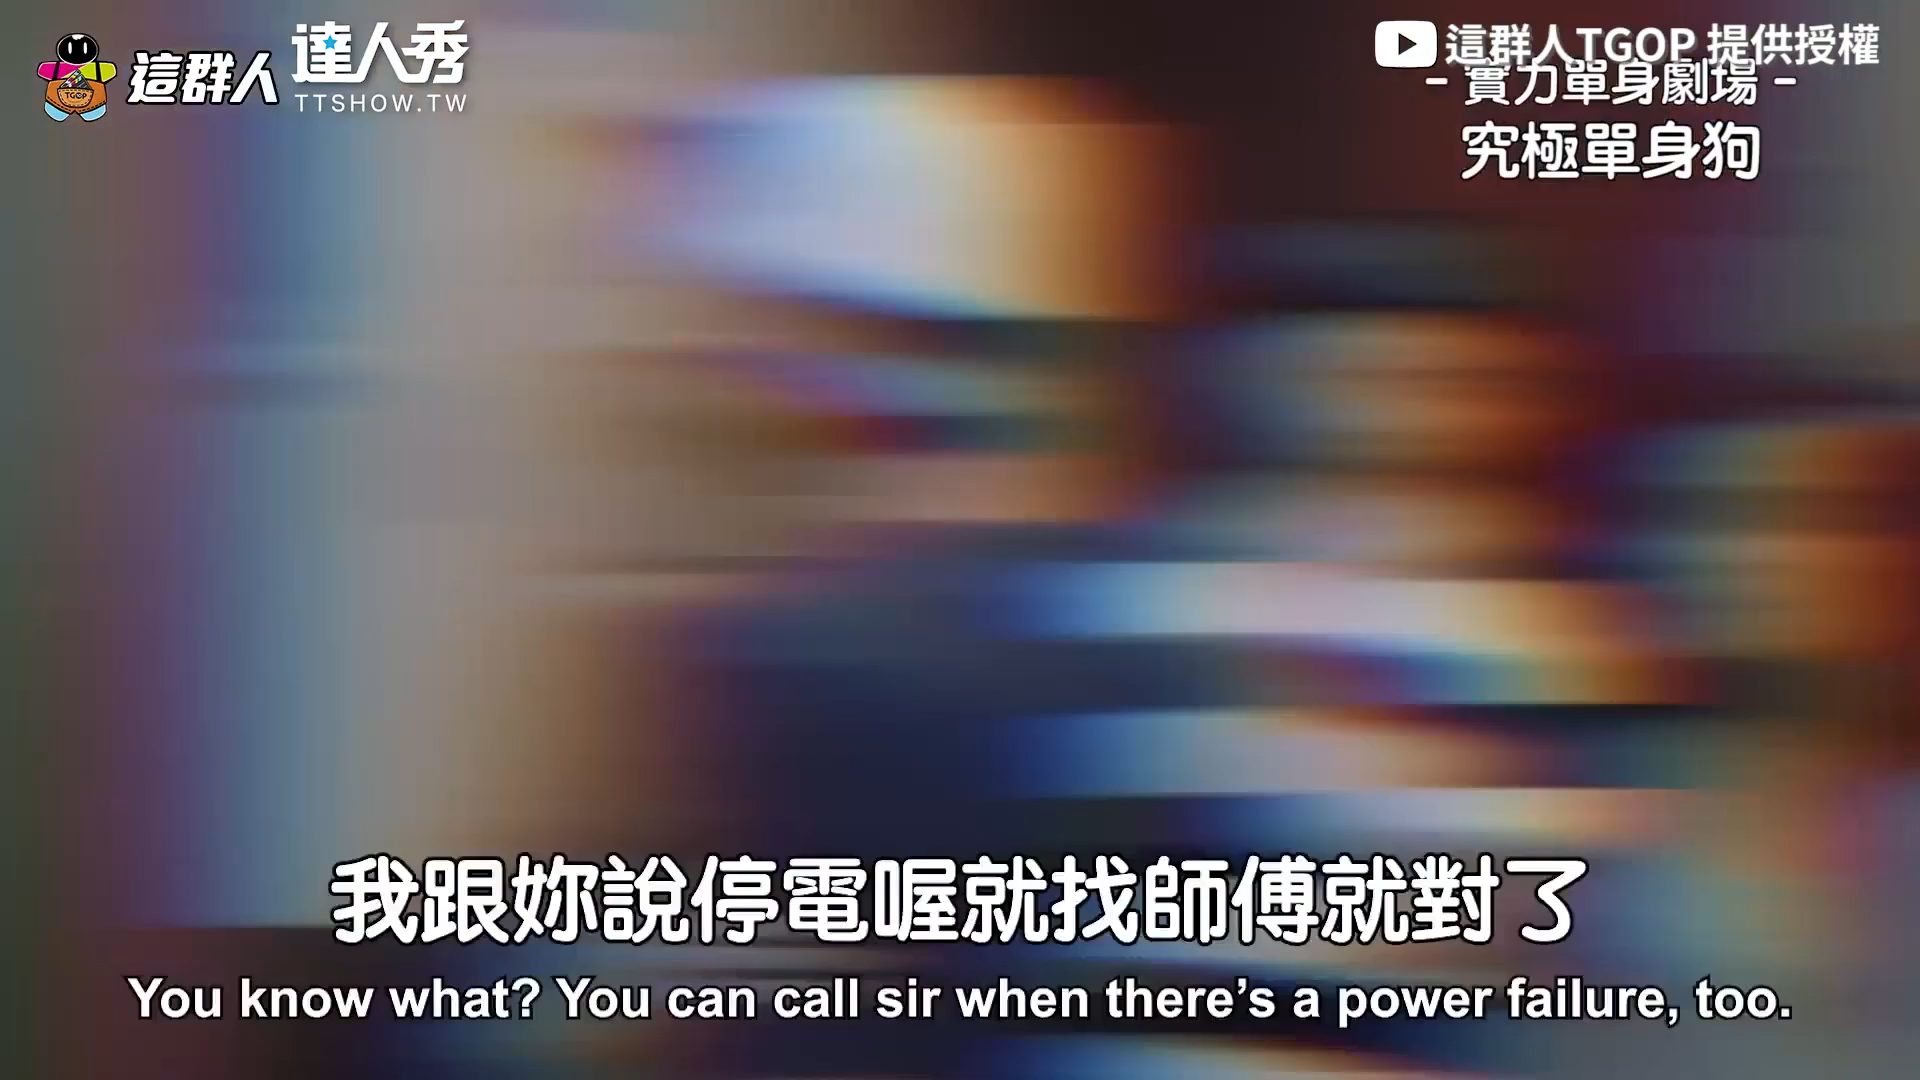 TGOP
這群人
達人秀
TTSHOW.TW
這群人TGOP 提供授權
- 實力單身劇場 -
究極單身狗
我跟妳說停電喔就找師傅就對了
You know what? You can call sir when there’s a power failure, too.